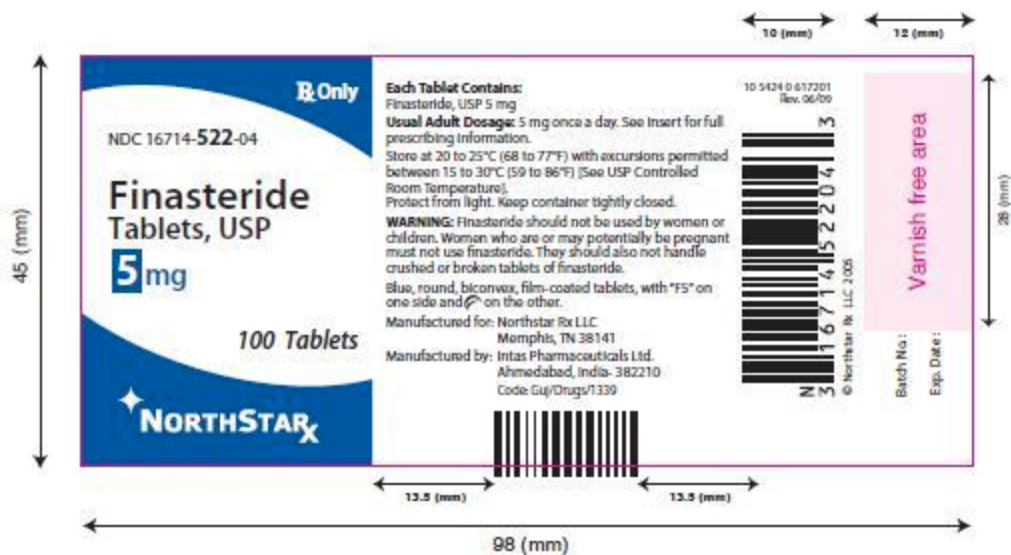 10 (mm)
12 (mm)
45 (mm)
Rx Only
NDC 16714-522-04
Finasteride
Tablets, USP
5 mg
100 Tablets
NORTHSTARx
Each Tablet Contains:
Finasteride, USP 5 mg
Usual Adult Dosage: 5 mg once a day. See insert for full
prescribing information.
Store at 20 to 25°C (68 to 77°F) with excursions permitted
between 15 to 30°C (59 to 86°F) [See USP Controlled
Room Temperature].
Protect from light. Keep container tightly closed.
WARNING: Finasteride should not be used by women or
children. Women who are or may potentially be pregnant
must not use finasteride. They should also not handle
crushed or broken tablets of finasteride.
Blue, round, biconvex, film-coated tablets, with "F5" on
one side and on the other.
Manufactured for: Northstar Rx LLC
Memphis, TN 38141
Manufactured by: Intas Pharmaceuticals Ltd.
Ahmedabad, India- 382210
Code: Guj/Drugs/1339
10 5424 0 617201
Rev. 06/09
N 3 16714 52204 3
© Northstar Rx LLC 2005
Varnish free area
Batch No :
Exp. Date :
28 (mm)
13.5 (mm)
13.5 (mm)
98 (mm)